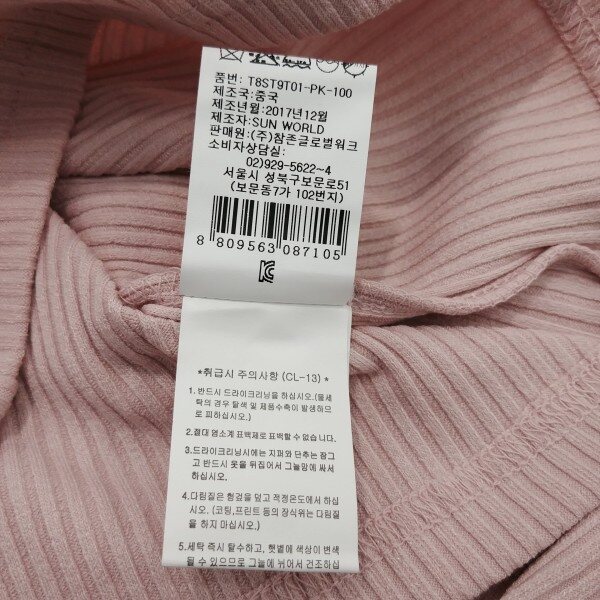 품번: T8ST9T01-PK-100
제조국:중국
제조년월:2017년12월
제조자:SUN WORLD
판매원:(주)참존글로벌워크
소비자상담실:
02)929-5622~4
서울시 성북구보문로51
(보문동7가 102번지)
8 809563 087105
*취급시 주의사항 (CL-13) *
1. 반드시 드라이크리닝을 하십시오.(물세
탁의 경우 탈색 및 제품수축이 발생하므
로 피하십시오.)
2.절대 염소계 표백제로 표백할 수 없습니다.
3.드라이크리닝시에는 지퍼와 단추는 잠그
고 반드시 옷을 뒤집어서 그늘망에 싸서
하십시오.
4.다림질은 헝겊을 덮고 적정온도에서 하십
시오. (코팅,프린트 등의 장식위는 다림질
을 하지 마십시오.)
5.세탁 즉시 탈수하고, 햇볕에 색상이 변색
될 수 있으므로 그늘에 뉘어서 건조하십